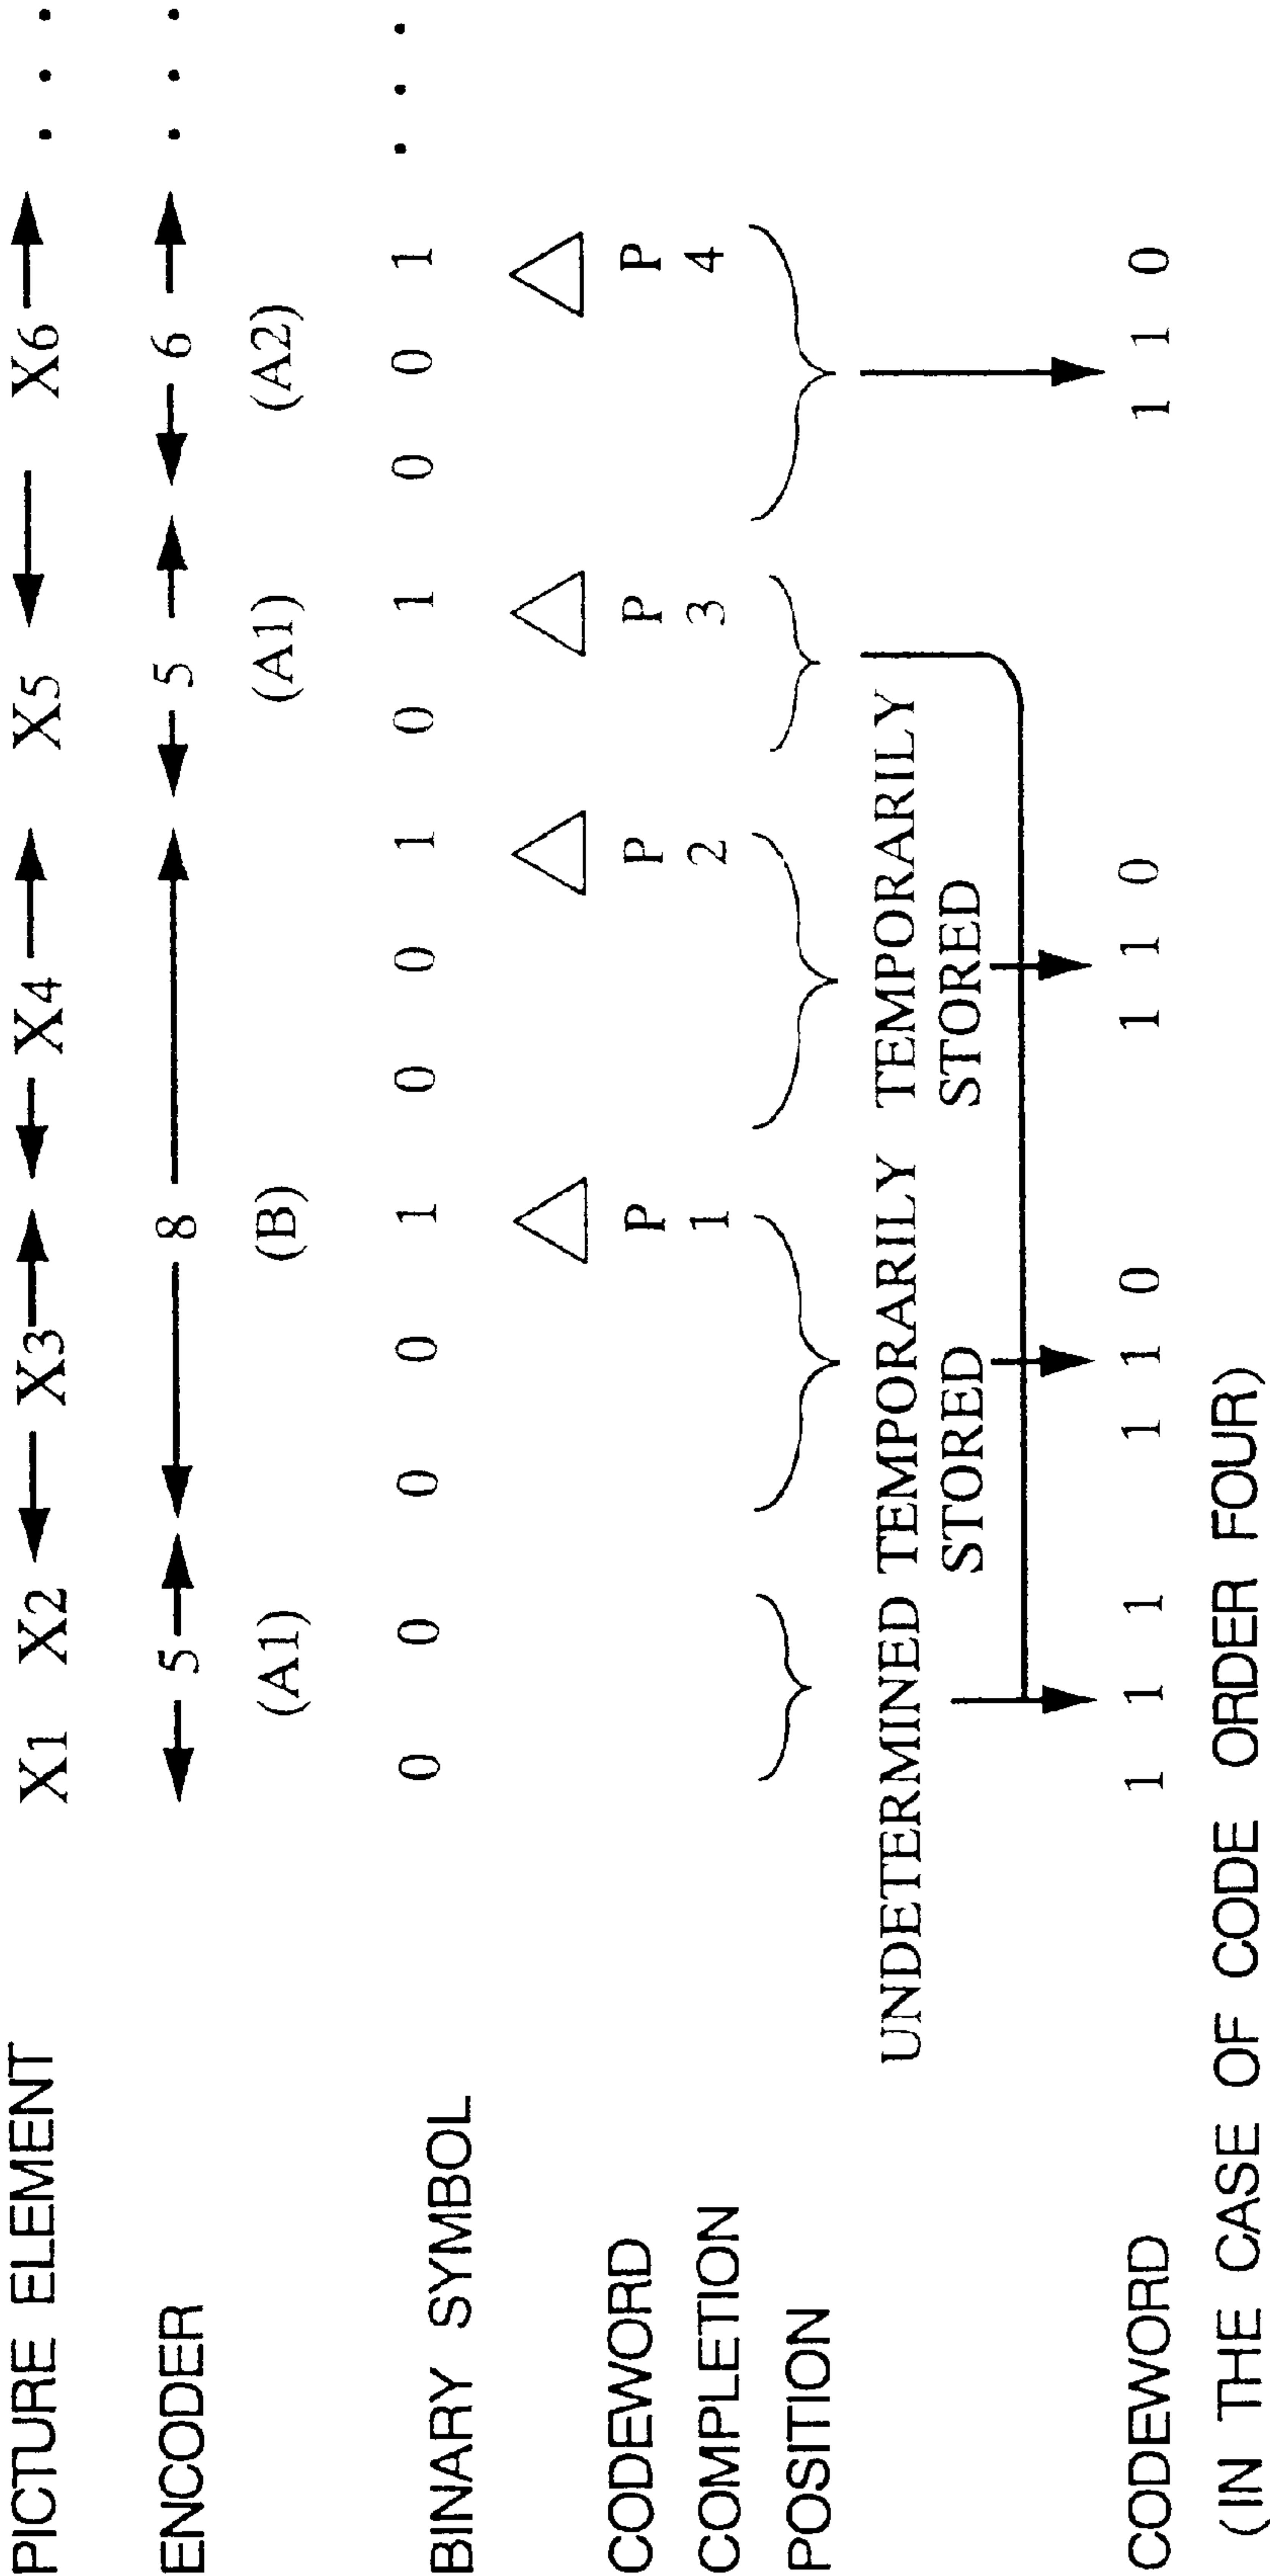 PICTURE ELEMENT X1 X2 X3 X4 X5 X6 . . .
ENCODER 5 8 5 6 . . .
(A1) (B) (A1) (A2)
BINARY SYMBOL 0 0 0 0 1 0 0 1 0 1 0 0 1 . . .
CODEWORD P P P P
COMPLETION 1 2 3 4
POSITION
UNDETERMINED TEMPORARILY TEMPORARILY
STORED STORED
CODEWORD 1 1 1 1 1 0 1 1 0 1 1 0
(IN THE CASE OF CODE ORDER FOUR)